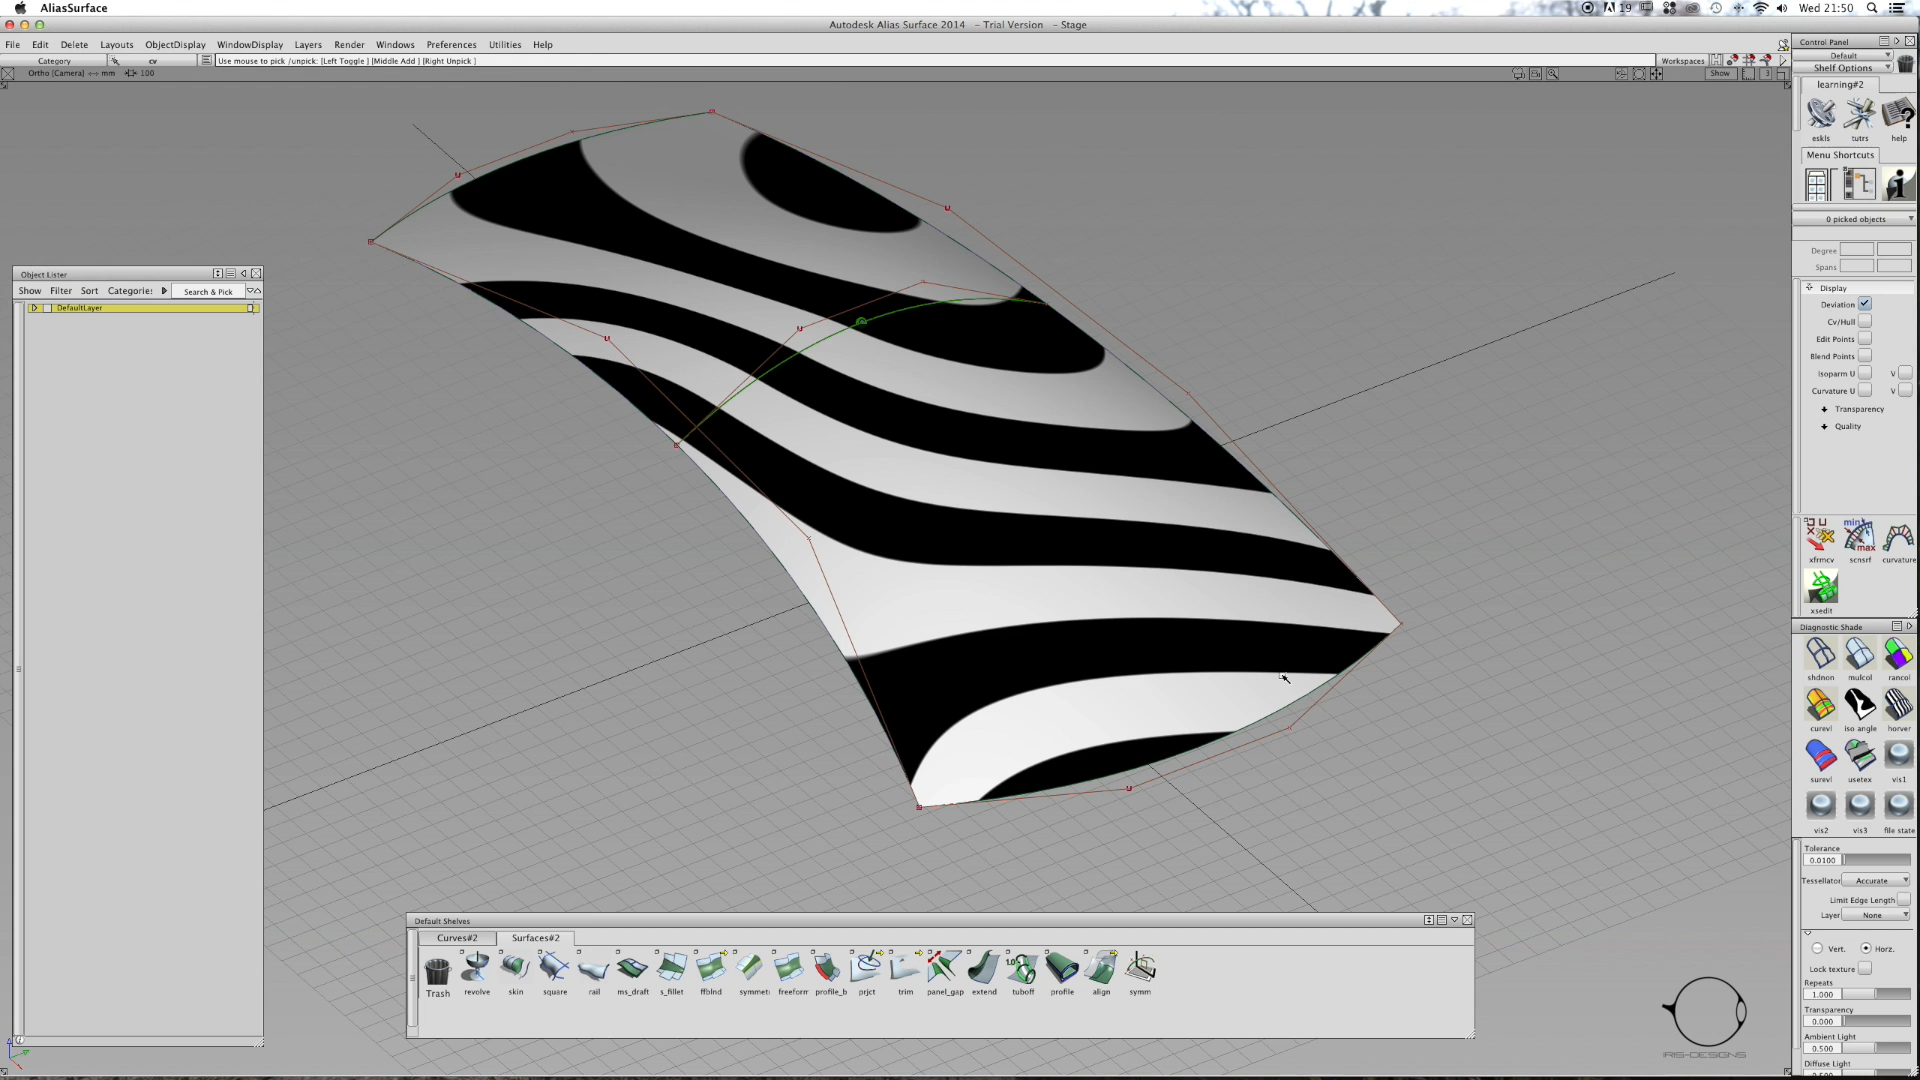 AliasSurface
19
Wed 21:50
Autodesk Alias Surface 2014 - Trial Version - Stage
File Edit Delete Layouts ObjectDisplay WindowDisplay Layers Render Windows Preferences Utilities Help
Category
cv
Use mouse to pick /unpick: [Left Toggle ] [Middle Add ] [Right Unpick ]
Workspaces
Ortho [Camera] <-> mm 100
Show
3
Control Panel
Default
Shelf Options
learning#2
eskls tutrs help
Menu Shortcuts
0 picked objects
Degree
Spans
Display
Deviation
Cv/Hull
Edit Points
Blend Points
Isoparm U V
Curvature U V
Transparency
Quality
min
max
xfrmcv scnsrf curvature
xsedit
Diagnostic Shade
shdnon mulcol rancol
curevl iso angle horver
surevl usetex vis1
vis2 vis3 file state
Tolerance
0.0100
Tessellator Accurate
Limit Edge Length
Layer None
Vert. Horz.
Lock texture
Repeats
1.000
Transparency
0.000
Ambient Light
0.500
Diffuse Light
Object Lister
Show Filter Sort Categories Search & Pick
DefaultLayer
Default Shelves
Curves#2 Surfaces#2
Trash revolve skin square rail ms_draft s_fillet ffblnd symmet freeform profile_b prjct trim panel_gap extend tuboff profile align symm
IRIS-DESIGNS